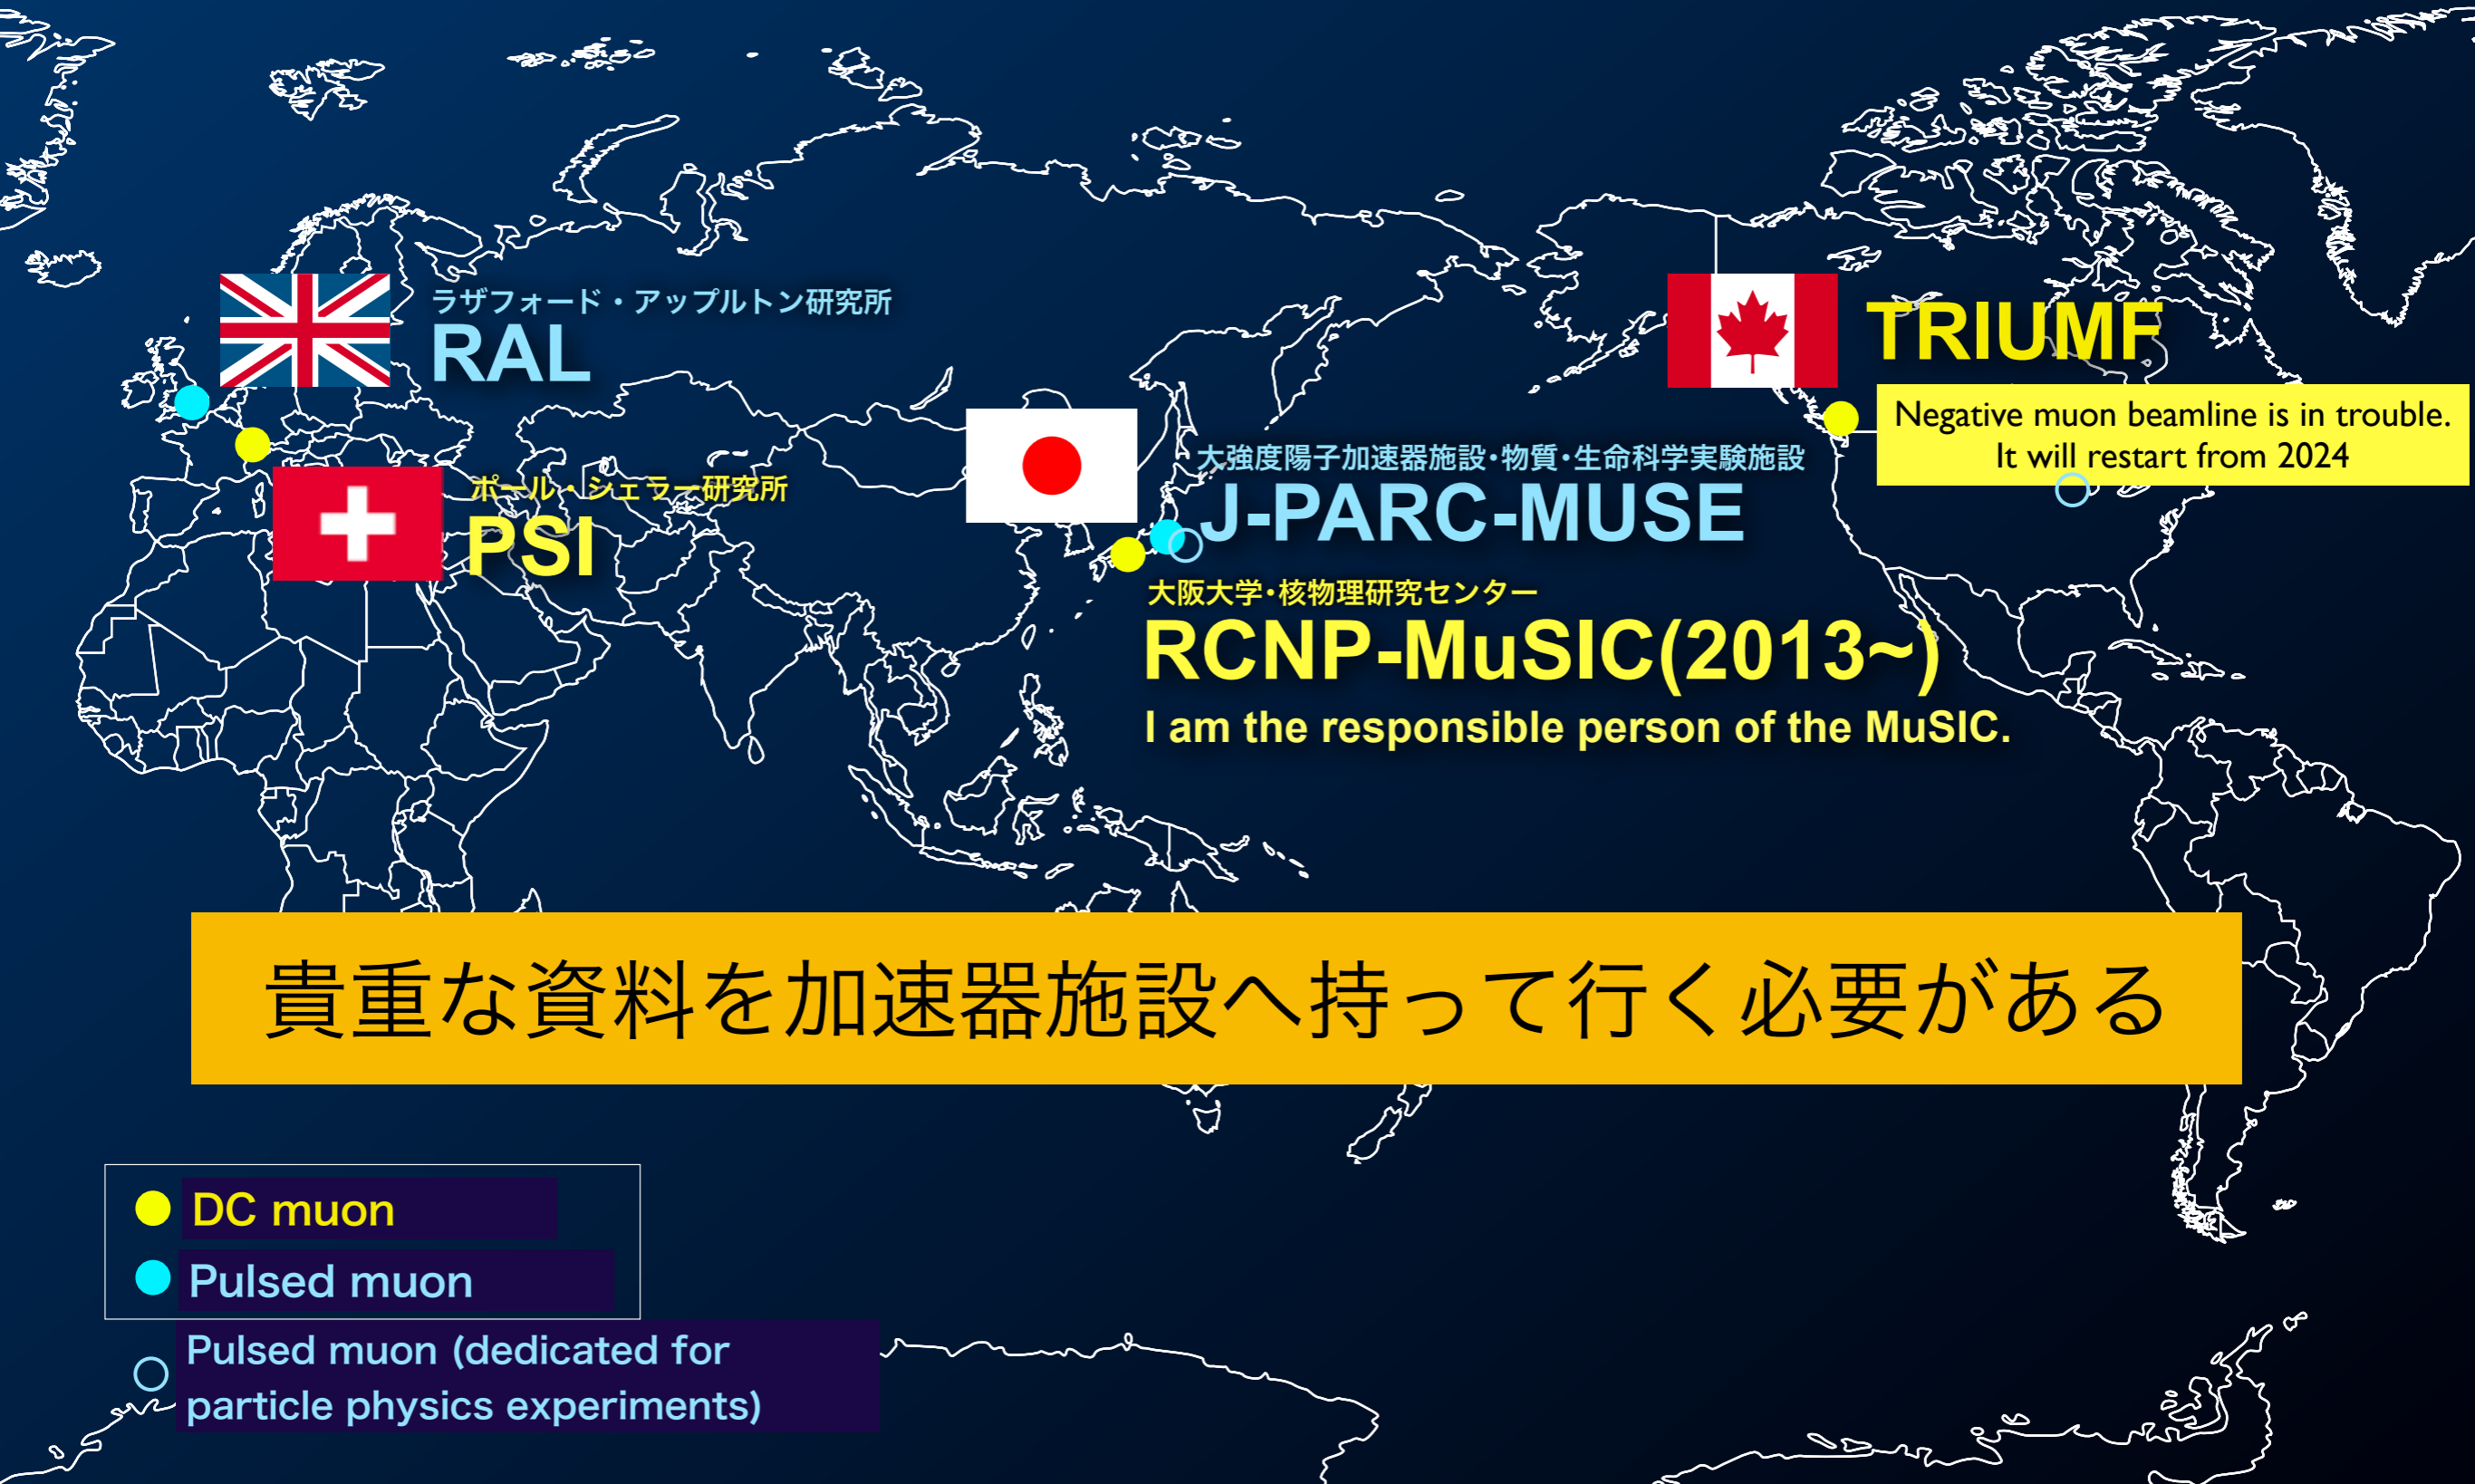 ラザフォード・アップルトン研究所
RAL
TRIUMF
Negative muon beamline is in trouble.
It will restart from 2024
ポール・シェラー研究所
PSI
大強度陽子加速器施設・物質・生命科学実験施設
J-PARC-MUSE
大阪大学・核物理研究センター
RCNP-MuSIC(2013~)
I am the responsible person of the MuSIC.
貴重な資料を加速器施設へ持って行く必要がある
DC muon
Pulsed muon
Pulsed muon (dedicated for
particle physics experiments)